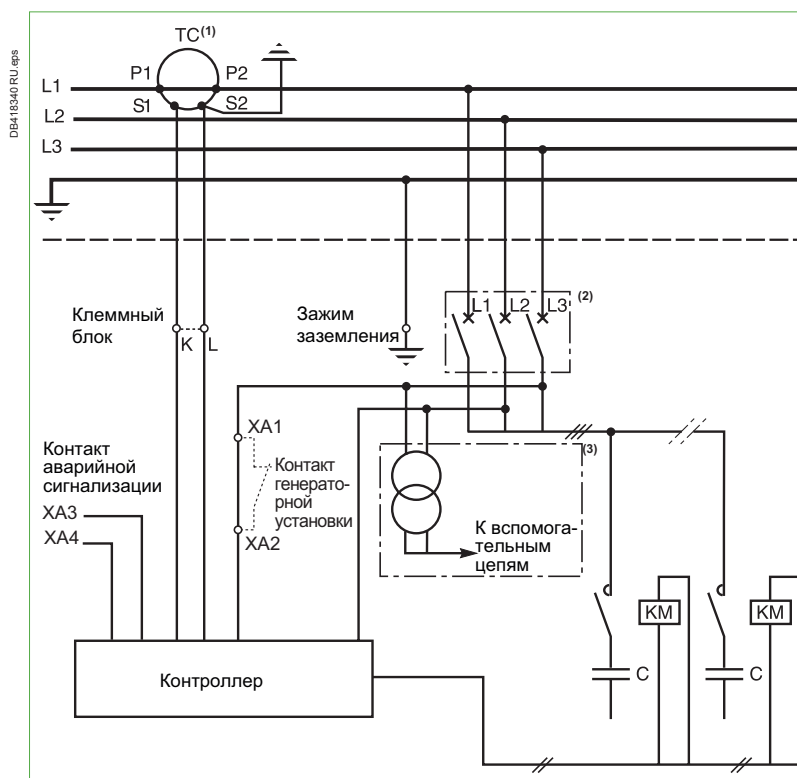 DB418340 RU.eps
TC(1)
P1
P2
L1
S1
S2
L2
L3
Клеммный
блок
K
L
Зажим
заземления
L1
L2
L3
(2)
XA1
Контакт
генерато-
рной
установки
XA2
(3)
К вспомога-
тельным
цепям
Контакт
аварийной
сигнализации
XA3
XA4
KM
KM
C
C
Контроллер